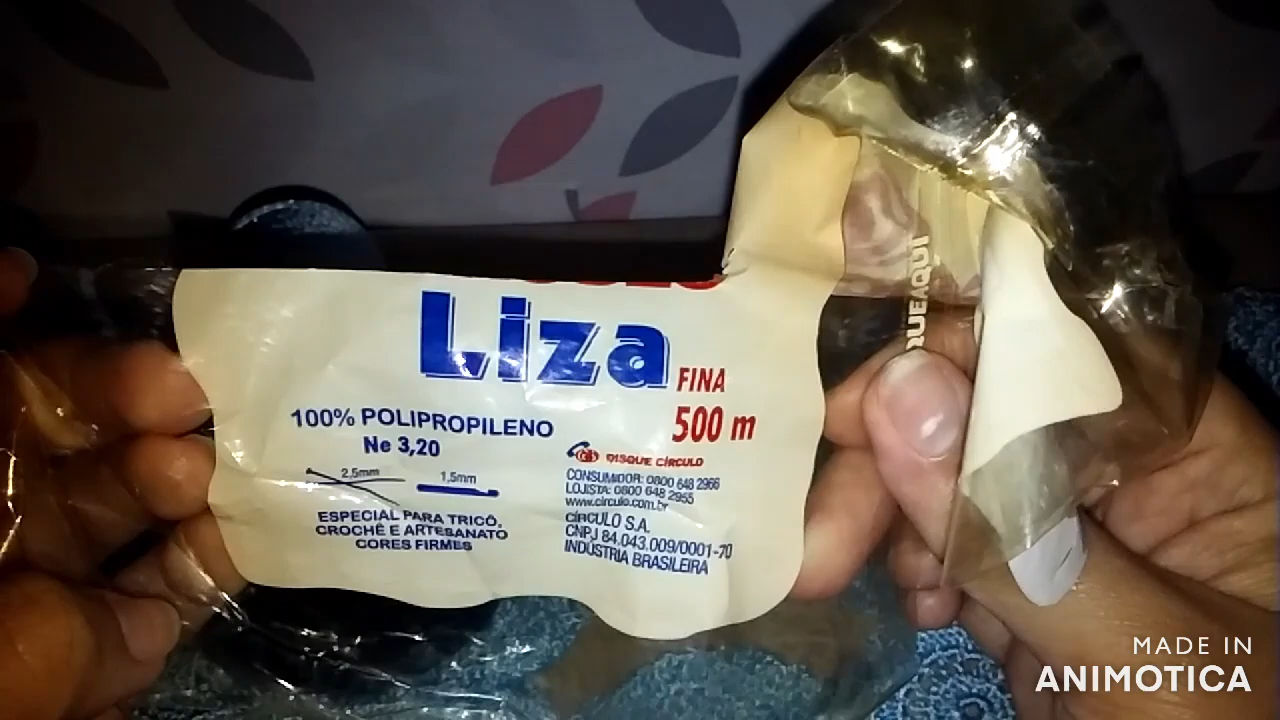 Liza
FINA
500 m
100% POLIPROPILENO
Ne 3,20
2,5mm
1,5mm
ESPECIAL PARA TRICÔ,
CROCHÊ E ARTESANATO
CORES FIRMES
DISQUE CÍRCULO
CONSUMIDOR: 0800 648 2966
LOJISTA: 0800 648 2955
www.circulo.com.br
CÍRCULO S.A.
CNPJ 84.043.009/0001-70
INDÚSTRIA BRASILEIRA
AQUI
MADE IN
ANIMOTICA